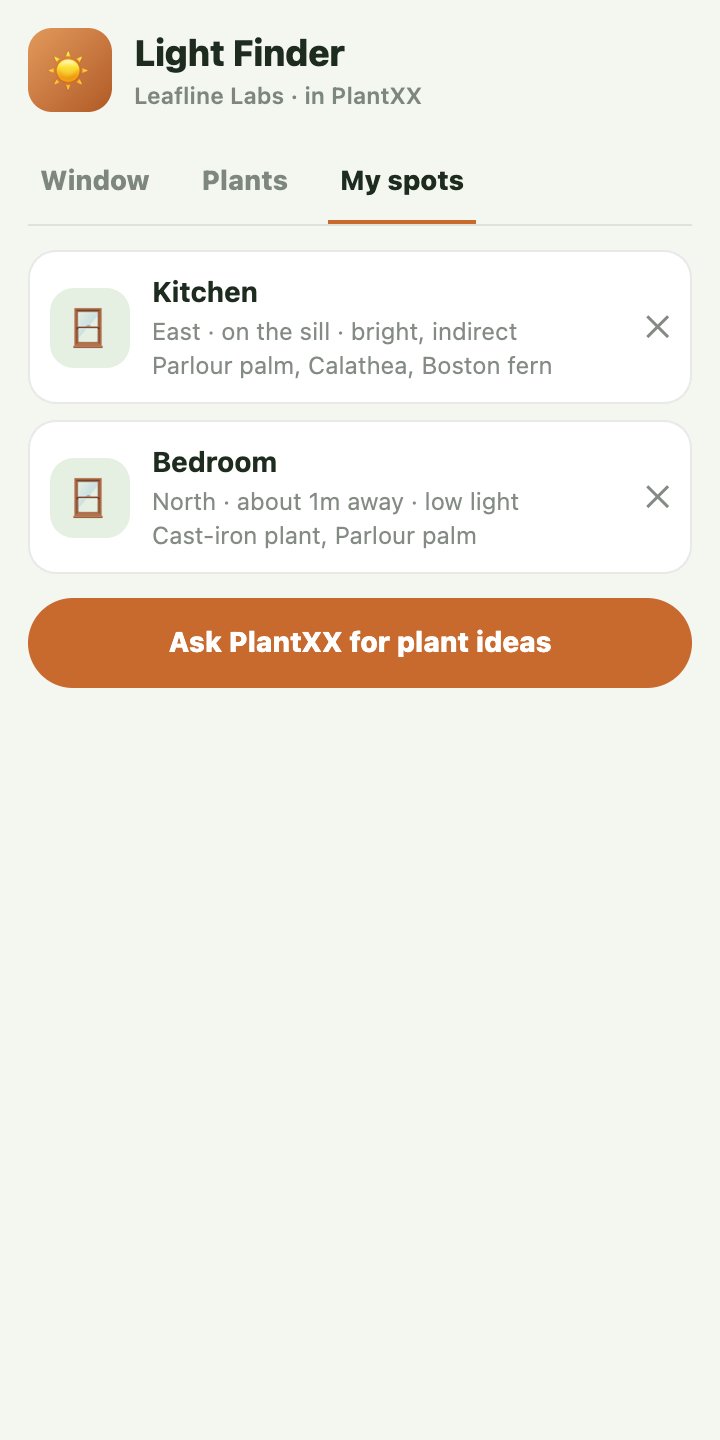 Light Finder
Leafline Labs · in PlantXX
Window
Plants
My spots
Kitchen
East · on the sill · bright, indirect
Parlour palm, Calathea, Boston fern
Bedroom
North · about 1m away · low light
Cast-iron plant, Parlour palm
Ask PlantXX for plant ideas